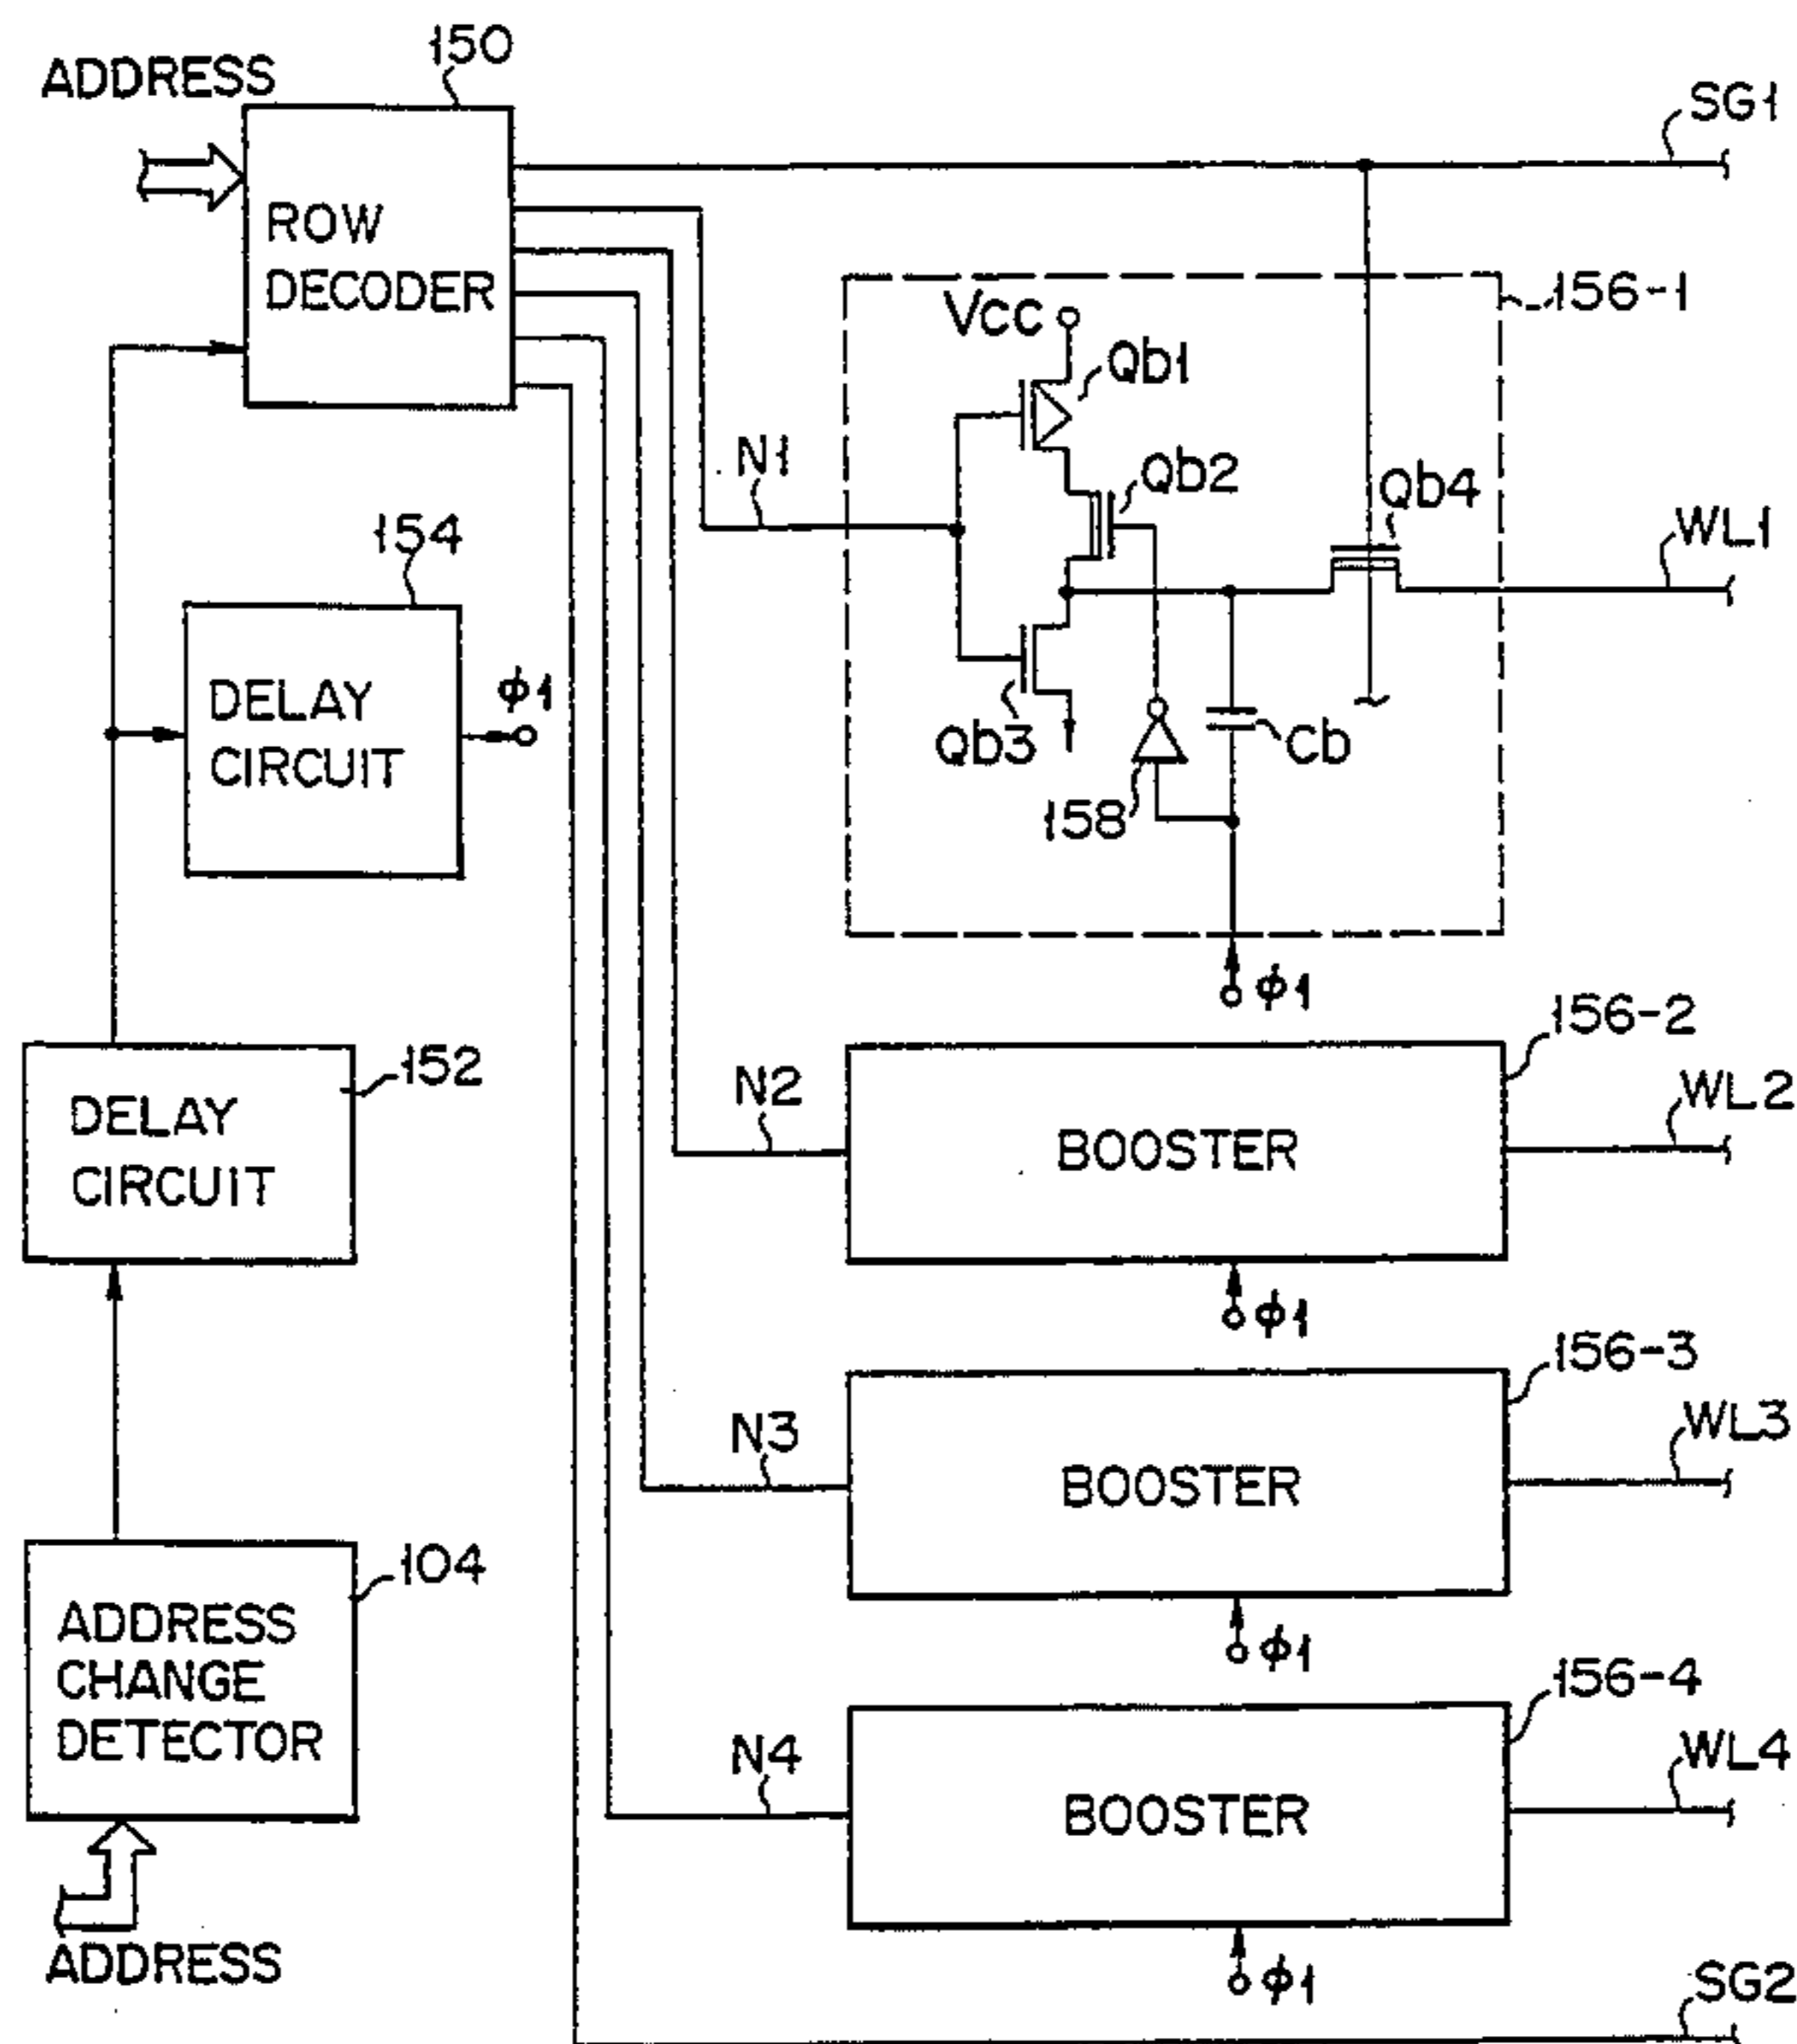 150
ADDRESS
SG1
ROW
DECODER
156-1
Vcc
Qb1
N1
Qb2
Qb4
WL1
154
DELAY
CIRCUIT
φ1
Qb3
158
Cb
φ1
156-2
152
DELAY
CIRCUIT
N2
BOOSTER
WL2
φ1
156-3
N3
BOOSTER
WL3
104
ADDRESS
CHANGE
DETECTOR
φ1
156-4
N4
BOOSTER
WL4
ADDRESS
φ1
SG2